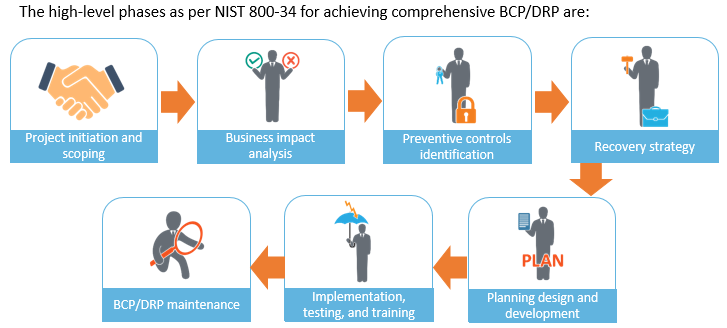 The high-level phases as per NIST 800-34 for achieving comprehensive BCP/DRP are:
Project initiation and
scoping
Business impact
analysis
Preventive controls
identification
Recovery strategy
PLAN
Planning design and
development
Implementation,
testing, and training
BCP/DRP maintenance